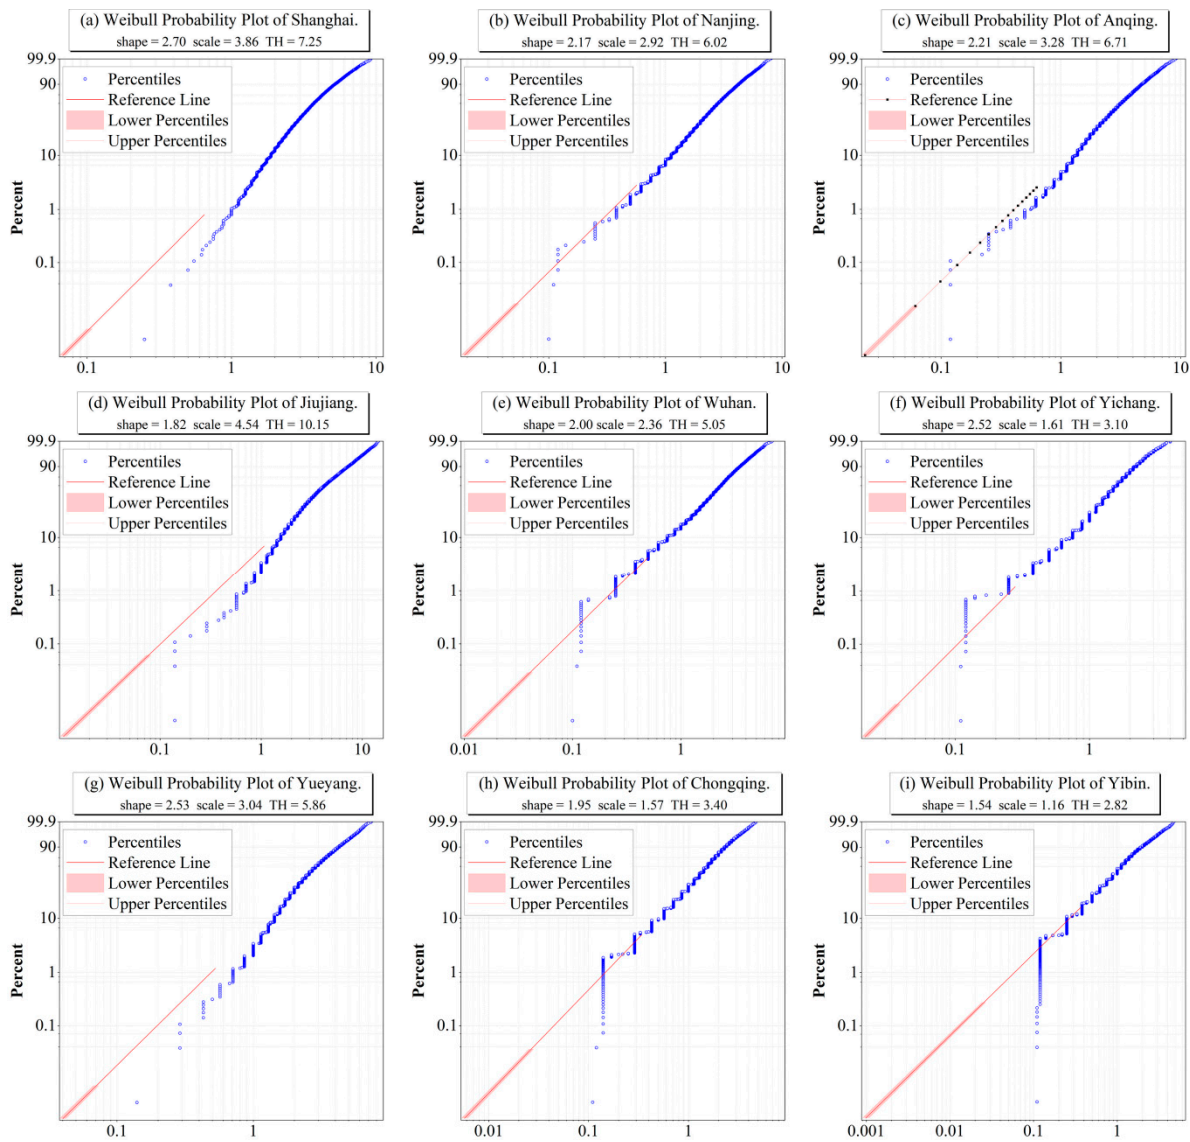 (a) Weibull Probability Plot of Shanghai.
shape = 2.70 scale = 3.86 TH = 7.25
99.9
90
10
1
0.1
Percent
Percentiles
Reference Line
Lower Percentiles
Upper Percentiles
0.1 1 10
(b) Weibull Probability Plot of Nanjing.
shape = 2.17 scale = 2.92 TH = 6.02
99.9
90
10
1
0.1
Percent
Percentiles
Reference Line
Lower Percentiles
Upper Percentiles
0.1 1 10
(c) Weibull Probability Plot of Anqing.
shape = 2.21 scale = 3.28 TH = 6.71
99.9
90
10
1
0.1
Percent
Percentiles
Reference Line
Lower Percentiles
Upper Percentiles
0.1 1 10
(d) Weibull Probability Plot of Jiujiang.
shape = 1.82 scale = 4.54 TH = 10.15
99.9
90
10
1
0.1
Percent
Percentiles
Reference Line
Lower Percentiles
Upper Percentiles
0.1 1 10
(e) Weibull Probability Plot of Wuhan.
shape = 2.00 scale = 2.36 TH = 5.05
99.9
90
10
1
0.1
Percent
Percentiles
Reference Line
Lower Percentiles
Upper Percentiles
0.01 0.1 1
(f) Weibull Probability Plot of Yichang.
shape = 2.52 scale = 1.61 TH = 3.10
99.9
90
10
1
0.1
Percent
Percentiles
Reference Line
Lower Percentiles
Upper Percentiles
0.1 1
(g) Weibull Probability Plot of Yueyang.
shape = 2.53 scale = 3.04 TH = 5.86
99.9
90
10
1
0.1
Percent
Percentiles
Reference Line
Lower Percentiles
Upper Percentiles
0.1 1
(h) Weibull Probability Plot of Chongqing.
shape = 1.95 scale = 1.57 TH = 3.40
99.9
90
10
1
0.1
Percent
Percentiles
Reference Line
Lower Percentiles
Upper Percentiles
0.01 0.1 1
(i) Weibull Probability Plot of Yibin.
shape = 1.54 scale = 1.16 TH = 2.82
99.9
90
10
1
0.1
Percent
Percentiles
Reference Line
Lower Percentiles
Upper Percentiles
0.001 0.01 0.1 1